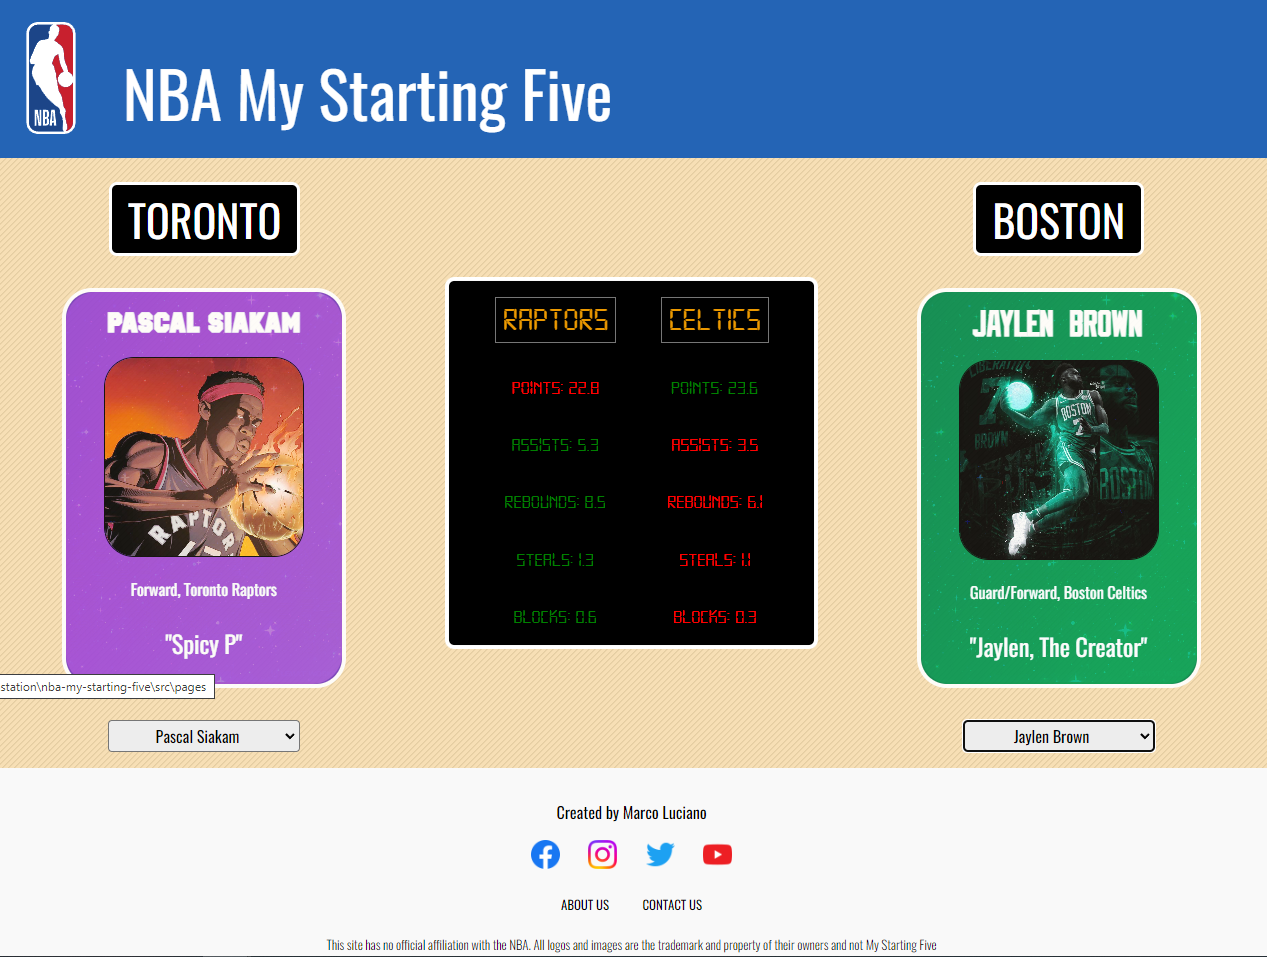 NBA
NBA My Starting Five
TORONTO
BOSTON
PASCAL SIAKAM
RAPTOR
Forward, Toronto Raptors
"Spicy P"
RAPTORS CELTICS
POINTS: 22.8 POINTS: 23.6
ASSISTS: 5.3 ASSISTS: 3.5
REBOUNDS: 8.5 REBOUNDS: 6.1
STEALS: 1.3 STEALS: 1.1
BLOCKS: 0.6 BLOCKS: 0.3
JAYLEN BROWN
BOSTON
7
BROWN
BOSTON
Guard/Forward, Boston Celtics
"Jaylen, The Creator"
station\nba-my-starting-five\src\pages
Pascal Siakam
Jaylen Brown
Created by Marco Luciano
ABOUT US CONTACT US
This site has no official affiliation with the NBA. All logos and images are the trademark and property of their owners and not My Starting Five